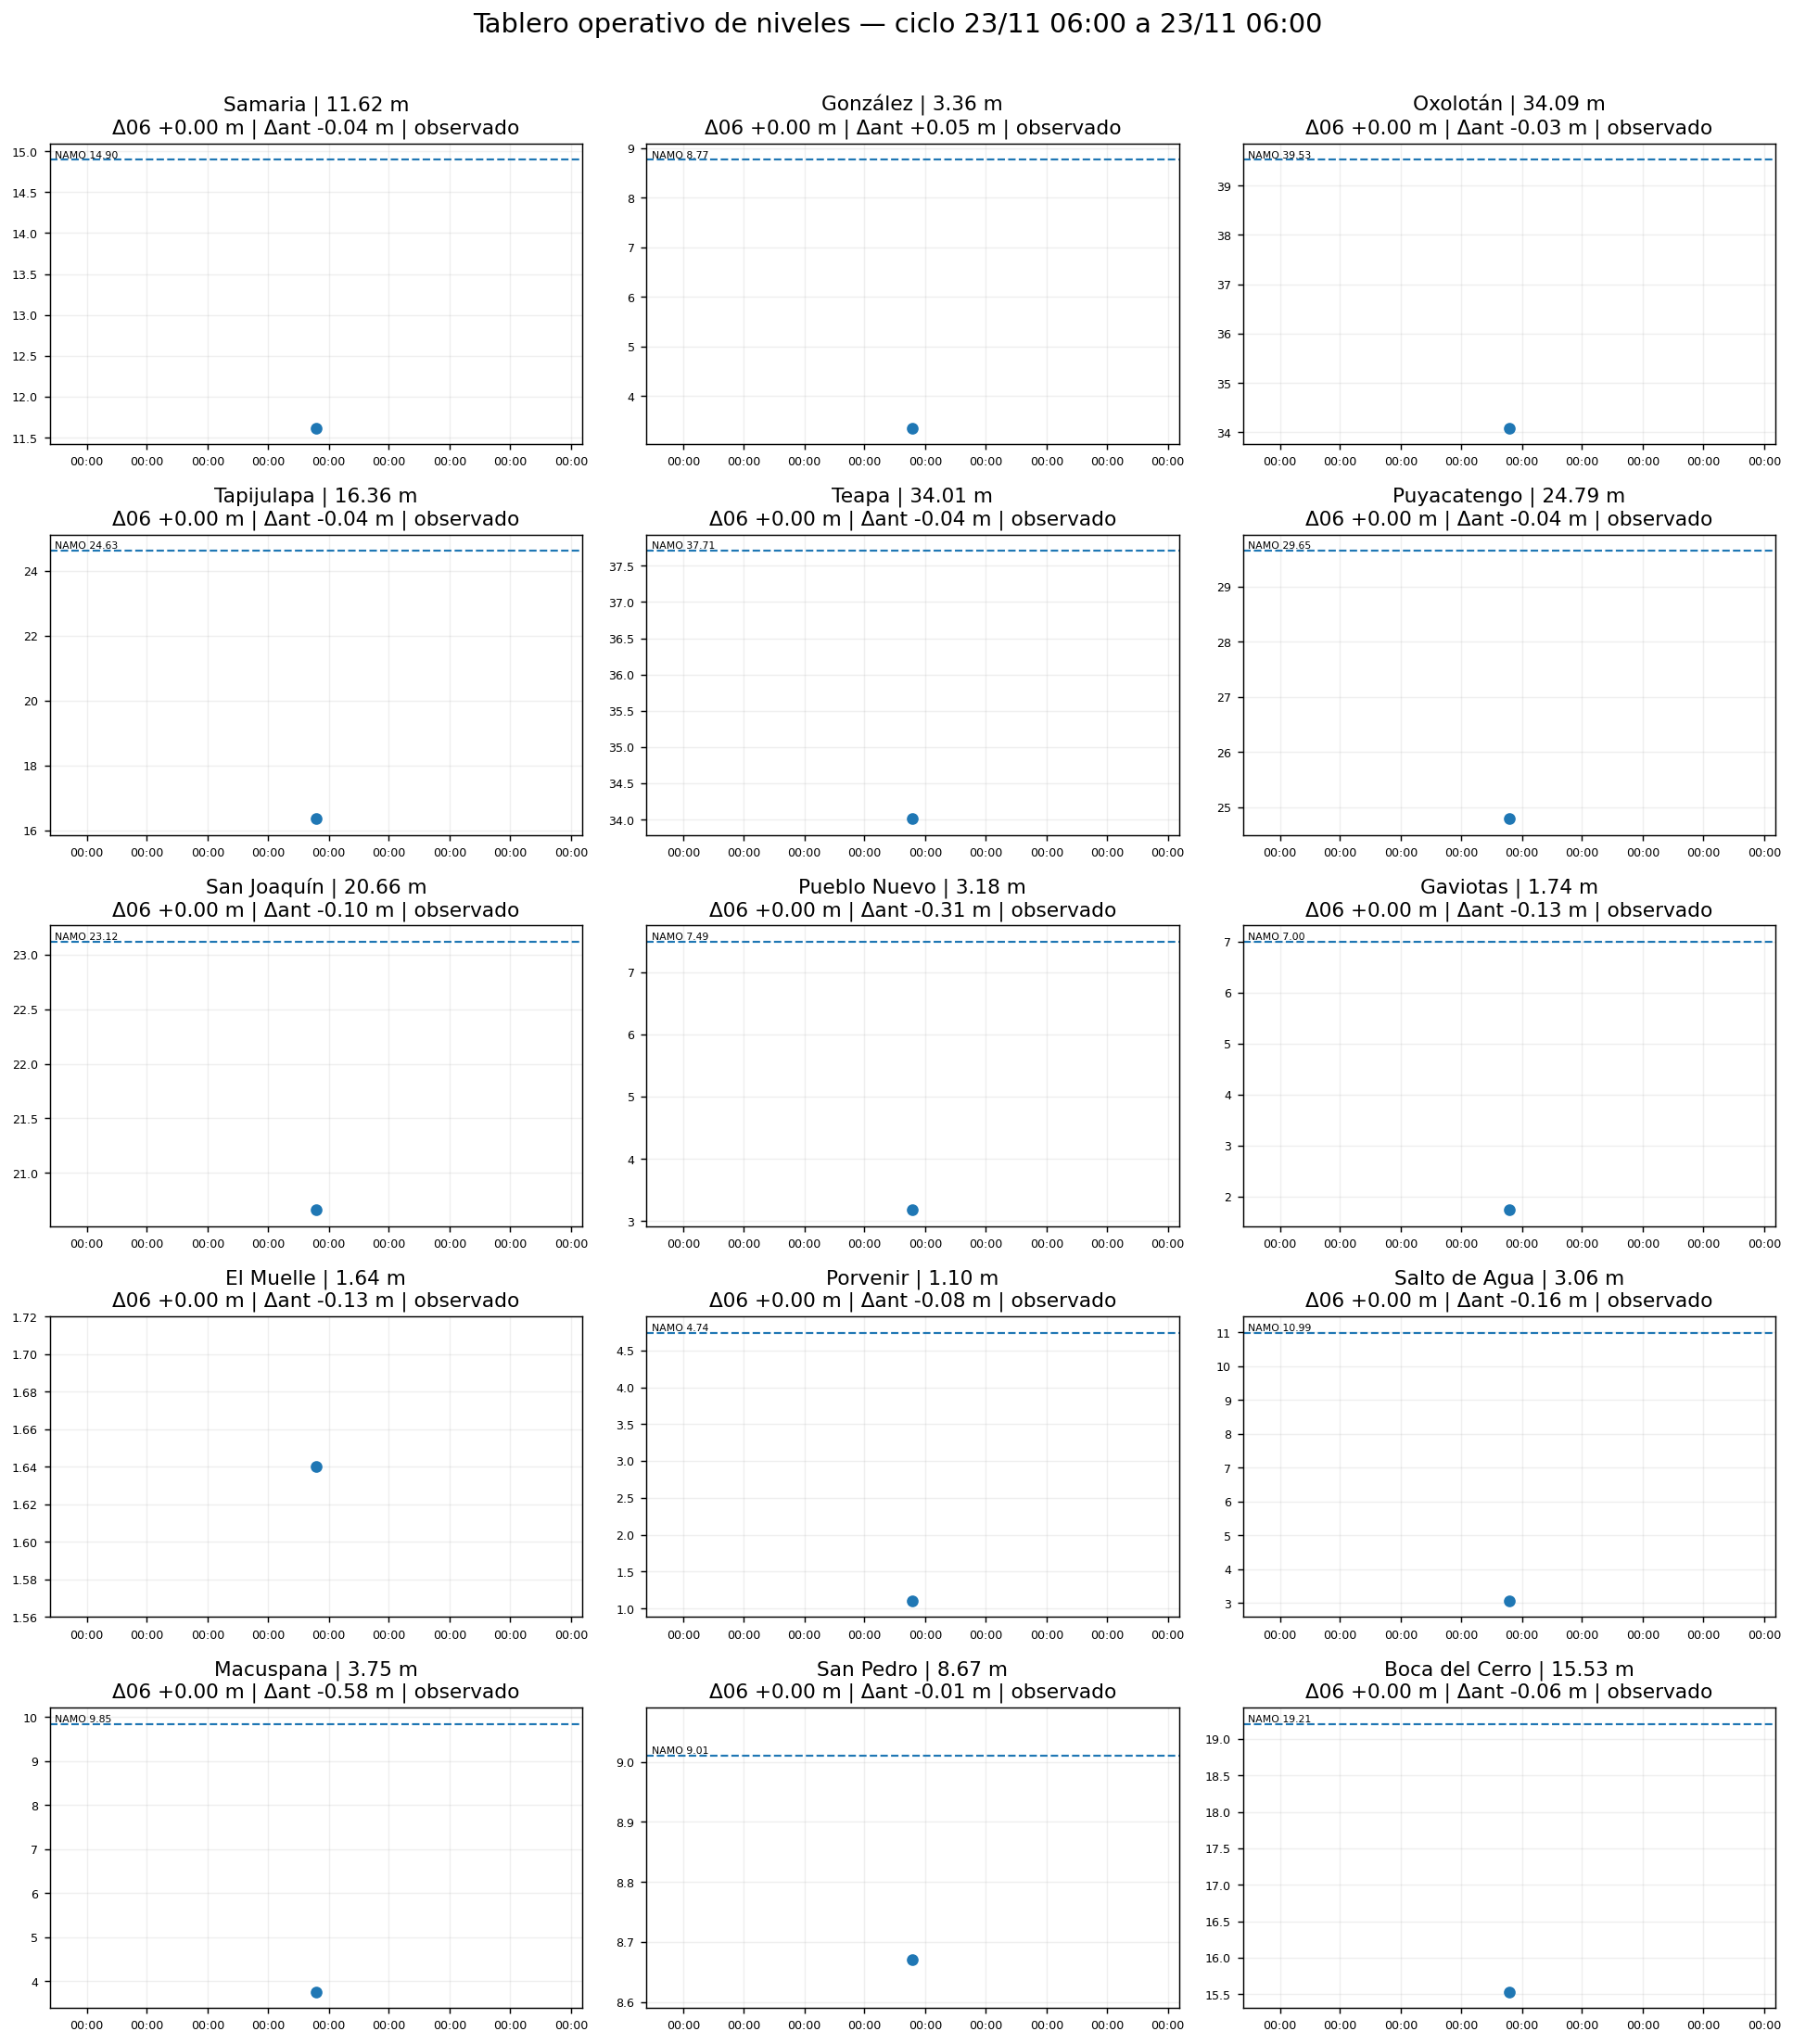 Tablero operativo de niveles — ciclo 23/11 06:00 a 23/11 06:00
Samaria | 11.62 m
Δ06 +0.00 m | Δant -0.04 m | observado
NAMO 14.90
15.0
14.5
14.0
13.5
13.0
12.5
12.0
11.5
00:00 00:00 00:00 00:00 00:00 00:00 00:00 00:00 00:00
González | 3.36 m
Δ06 +0.00 m | Δant +0.05 m | observado
NAMO 8.77
9
8
7
6
5
4
00:00 00:00 00:00 00:00 00:00 00:00 00:00 00:00 00:00
Oxolotán | 34.09 m
Δ06 +0.00 m | Δant -0.03 m | observado
NAMO 39.53
39
38
37
36
35
34
00:00 00:00 00:00 00:00 00:00 00:00 00:00 00:00 00:00
Tapijulapa | 16.36 m
Δ06 +0.00 m | Δant -0.04 m | observado
NAMO 24.63
24
22
20
18
16
00:00 00:00 00:00 00:00 00:00 00:00 00:00 00:00 00:00
Teapa | 34.01 m
Δ06 +0.00 m | Δant -0.04 m | observado
NAMO 37.71
37.5
37.0
36.5
36.0
35.5
35.0
34.5
34.0
00:00 00:00 00:00 00:00 00:00 00:00 00:00 00:00 00:00
Puyacatengo | 24.79 m
Δ06 +0.00 m | Δant -0.04 m | observado
NAMO 29.65
29
28
27
26
25
00:00 00:00 00:00 00:00 00:00 00:00 00:00 00:00 00:00
San Joaquín | 20.66 m
Δ06 +0.00 m | Δant -0.10 m | observado
NAMO 23.12
23.0
22.5
22.0
21.5
21.0
00:00 00:00 00:00 00:00 00:00 00:00 00:00 00:00 00:00
Pueblo Nuevo | 3.18 m
Δ06 +0.00 m | Δant -0.31 m | observado
NAMO 7.49
7
6
5
4
3
00:00 00:00 00:00 00:00 00:00 00:00 00:00 00:00 00:00
Gaviotas | 1.74 m
Δ06 +0.00 m | Δant -0.13 m | observado
NAMO 7.00
7
6
5
4
3
2
00:00 00:00 00:00 00:00 00:00 00:00 00:00 00:00 00:00
El Muelle | 1.64 m
Δ06 +0.00 m | Δant -0.13 m | observado
1.72
1.70
1.68
1.66
1.64
1.62
1.60
1.58
1.56
00:00 00:00 00:00 00:00 00:00 00:00 00:00 00:00 00:00
Porvenir | 1.10 m
Δ06 +0.00 m | Δant -0.08 m | observado
NAMO 4.74
4.5
4.0
3.5
3.0
2.5
2.0
1.5
1.0
00:00 00:00 00:00 00:00 00:00 00:00 00:00 00:00 00:00
Salto de Agua | 3.06 m
Δ06 +0.00 m | Δant -0.16 m | observado
NAMO 10.99
11
10
9
8
7
6
5
4
3
00:00 00:00 00:00 00:00 00:00 00:00 00:00 00:00 00:00
Macuspana | 3.75 m
Δ06 +0.00 m | Δant -0.58 m | observado
NAMO 9.85
10
9
8
7
6
5
4
00:00 00:00 00:00 00:00 00:00 00:00 00:00 00:00 00:00
San Pedro | 8.67 m
Δ06 +0.00 m | Δant -0.01 m | observado
NAMO 9.01
9.0
8.9
8.8
8.7
8.6
00:00 00:00 00:00 00:00 00:00 00:00 00:00 00:00 00:00
Boca del Cerro | 15.53 m
Δ06 +0.00 m | Δant -0.06 m | observado
NAMO 19.21
19.0
18.5
18.0
17.5
17.0
16.5
16.0
15.5
00:00 00:00 00:00 00:00 00:00 00:00 00:00 00:00 00:00